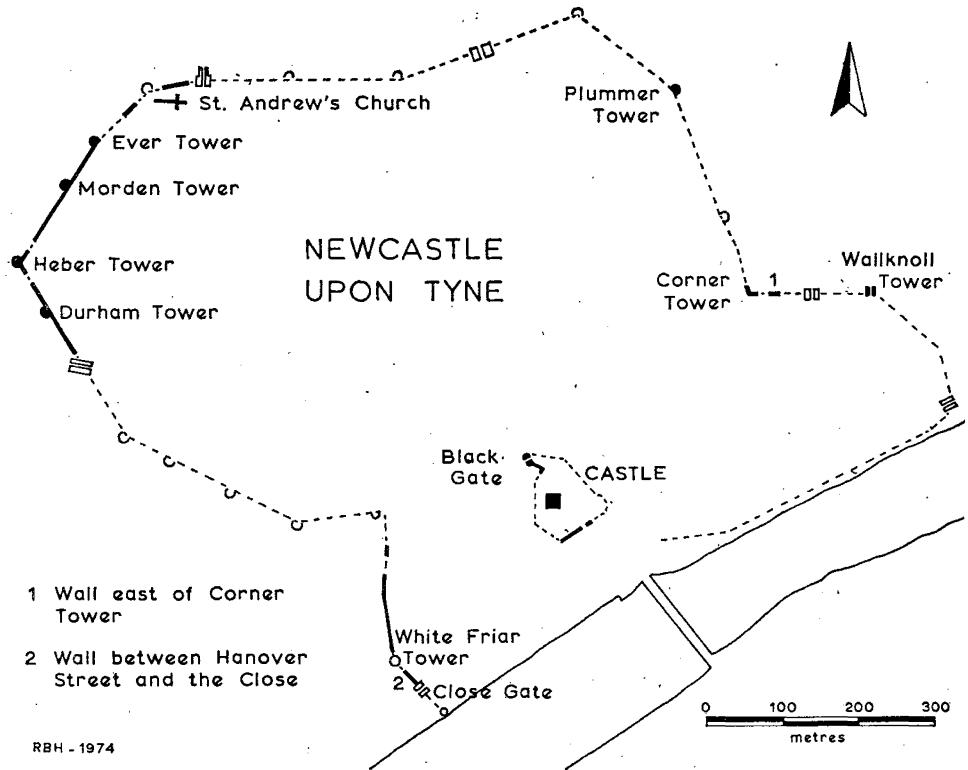 St. Andrew's Church
Plummer
Tower
Ever Tower
Morden Tower
NEWCASTLE
UPON TYNE
Heber Tower
Durham Tower
Corner
Tower
1
Wallknoll
Tower
Black
Gate
CASTLE
1 Wall east of Corner
Tower
2 Wall between Hanover
Street and the Close
White Friar
Tower
2
Close Gate
0 100 200 300
metres
RBH - 1974